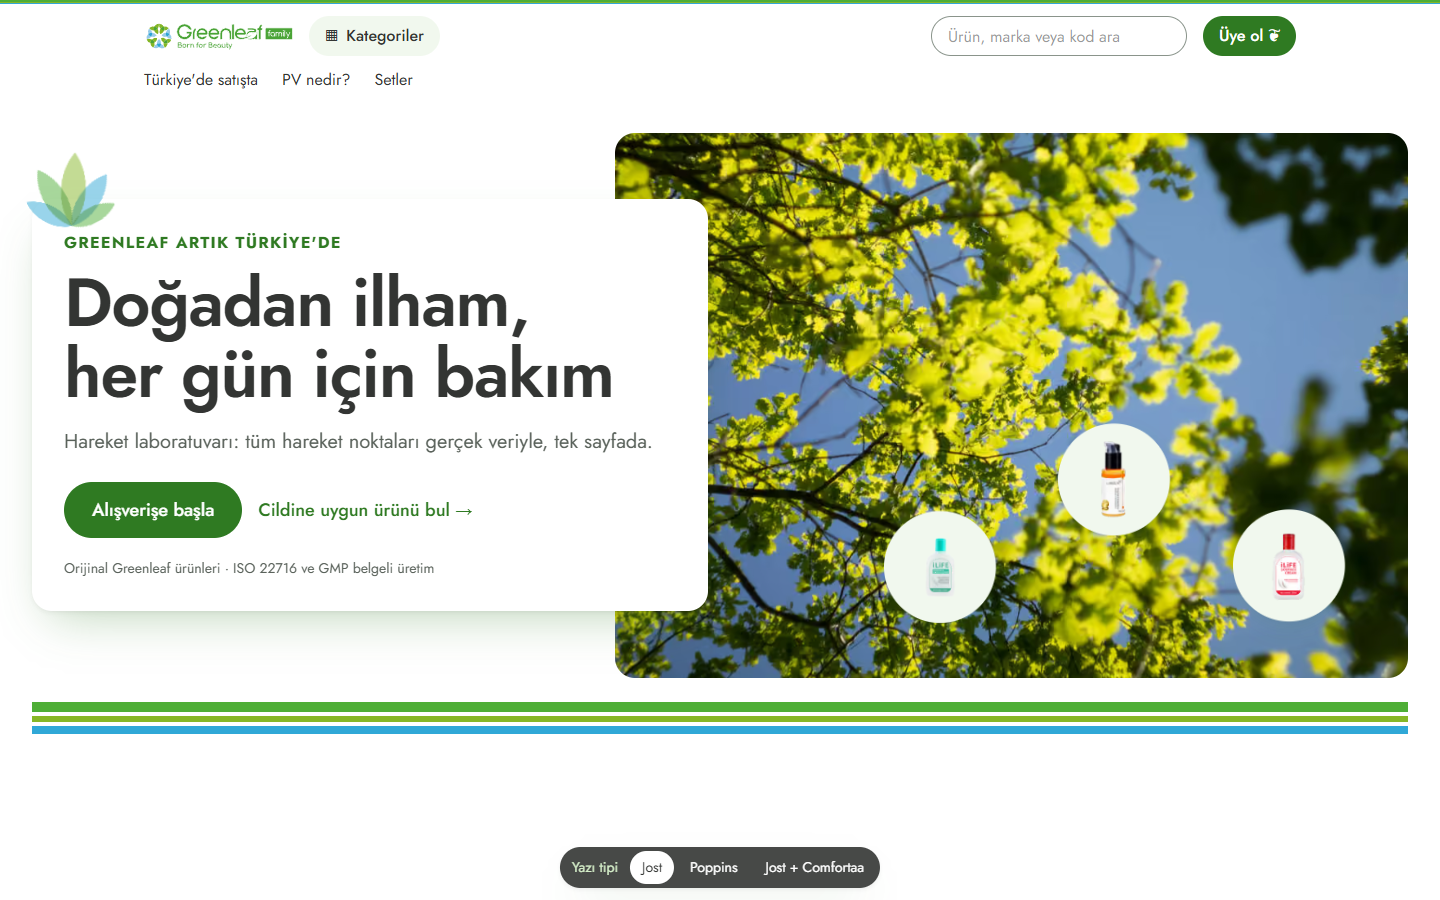 Greenleaf family
Born for Beauty
Kategoriler
Ürün, marka veya kod ara
Üye ol
Türkiye'de satışta PV nedir? Setler
GREENLEAF ARTIK TÜRKİYE'DE
Doğadan ilham,
her gün için bakım
Hareket laboratuvarı: tüm hareket noktaları gerçek veriyle, tek sayfada.
Alışverişe başla
Cildine uygun ürünü bul →
Orijinal Greenleaf ürünleri · ISO 22716 ve GMP belgeli üretim
iLiFE
iLiFE
Yazı tipi Jost Poppins Jost + Comfortaa